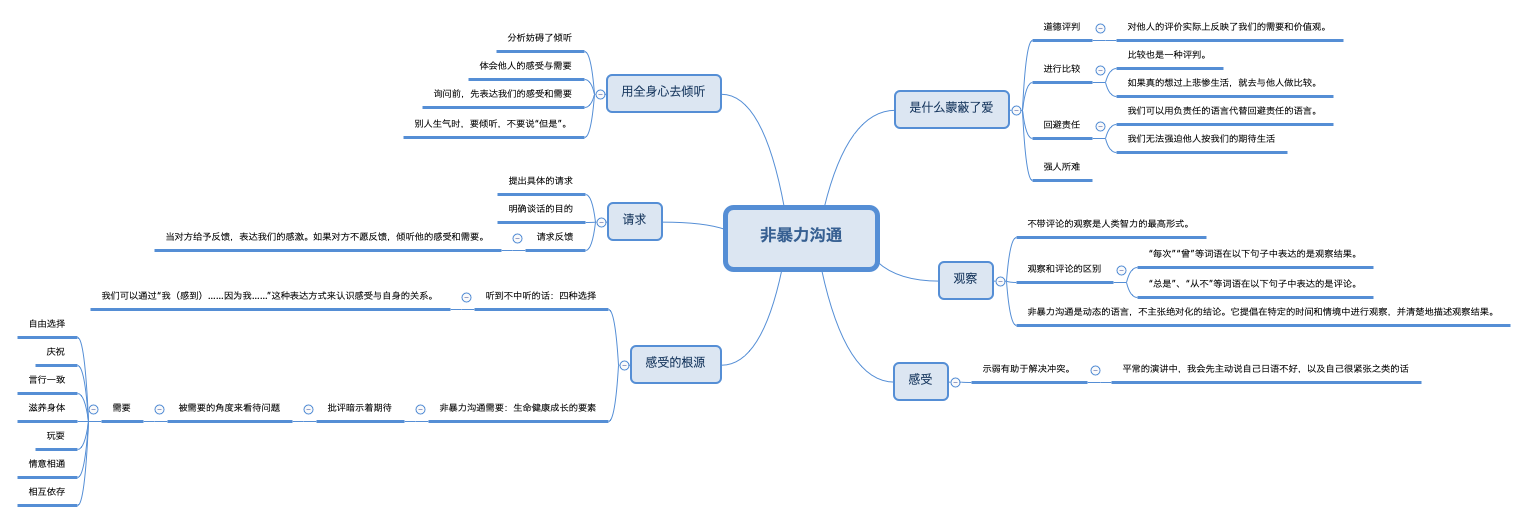 非暴力沟通
是什么蒙蔽了爱
道德评判
对他人的评价实际上反映了我们的需要和价值观。
进行比较
比较也是一种评判。
如果真的想过上悲惨生活，就去与他人做比较。
回避责任
我们可以用负责任的语言代替回避责任的语言。
我们无法强迫他人按我们的期待生活
强人所难
观察
不带评论的观察是人类智力的最高形式。
观察和评论的区别
“每次”“曾”等词语在以下句子中表达的是观察结果。
“总是”、“从不”等词语在以下句子中表达的是评论。
非暴力沟通是动态的语言，不主张绝对化的结论。它提倡在特定的时间和情境中进行观察，并清楚地描述观察结果。
感受
示弱有助于解决冲突。
平常的演讲中，我会先主动说自己日语不好，以及自己很紧张之类的话
用全身心去倾听
分析妨碍了倾听
体会他人的感受与需要
询问前，先表达我们的感受和需要
别人生气时，要倾听，不要说“但是”。
请求
提出具体的请求
明确谈话的目的
请求反馈
当对方给予反馈，表达我们的感激。如果对方不愿反馈，倾听他的感受和需要。
感受的根源
听到不中听的话：四种选择
我们可以通过“我（感到）……因为我……”这种表达方式来认识感受与自身的关系。
非暴力沟通需要：生命健康成长的要素
批评暗示着期待
被需要的角度来看待问题
需要
自由选择
庆祝
言行一致
滋养身体
玩耍
情意相通
相互依存